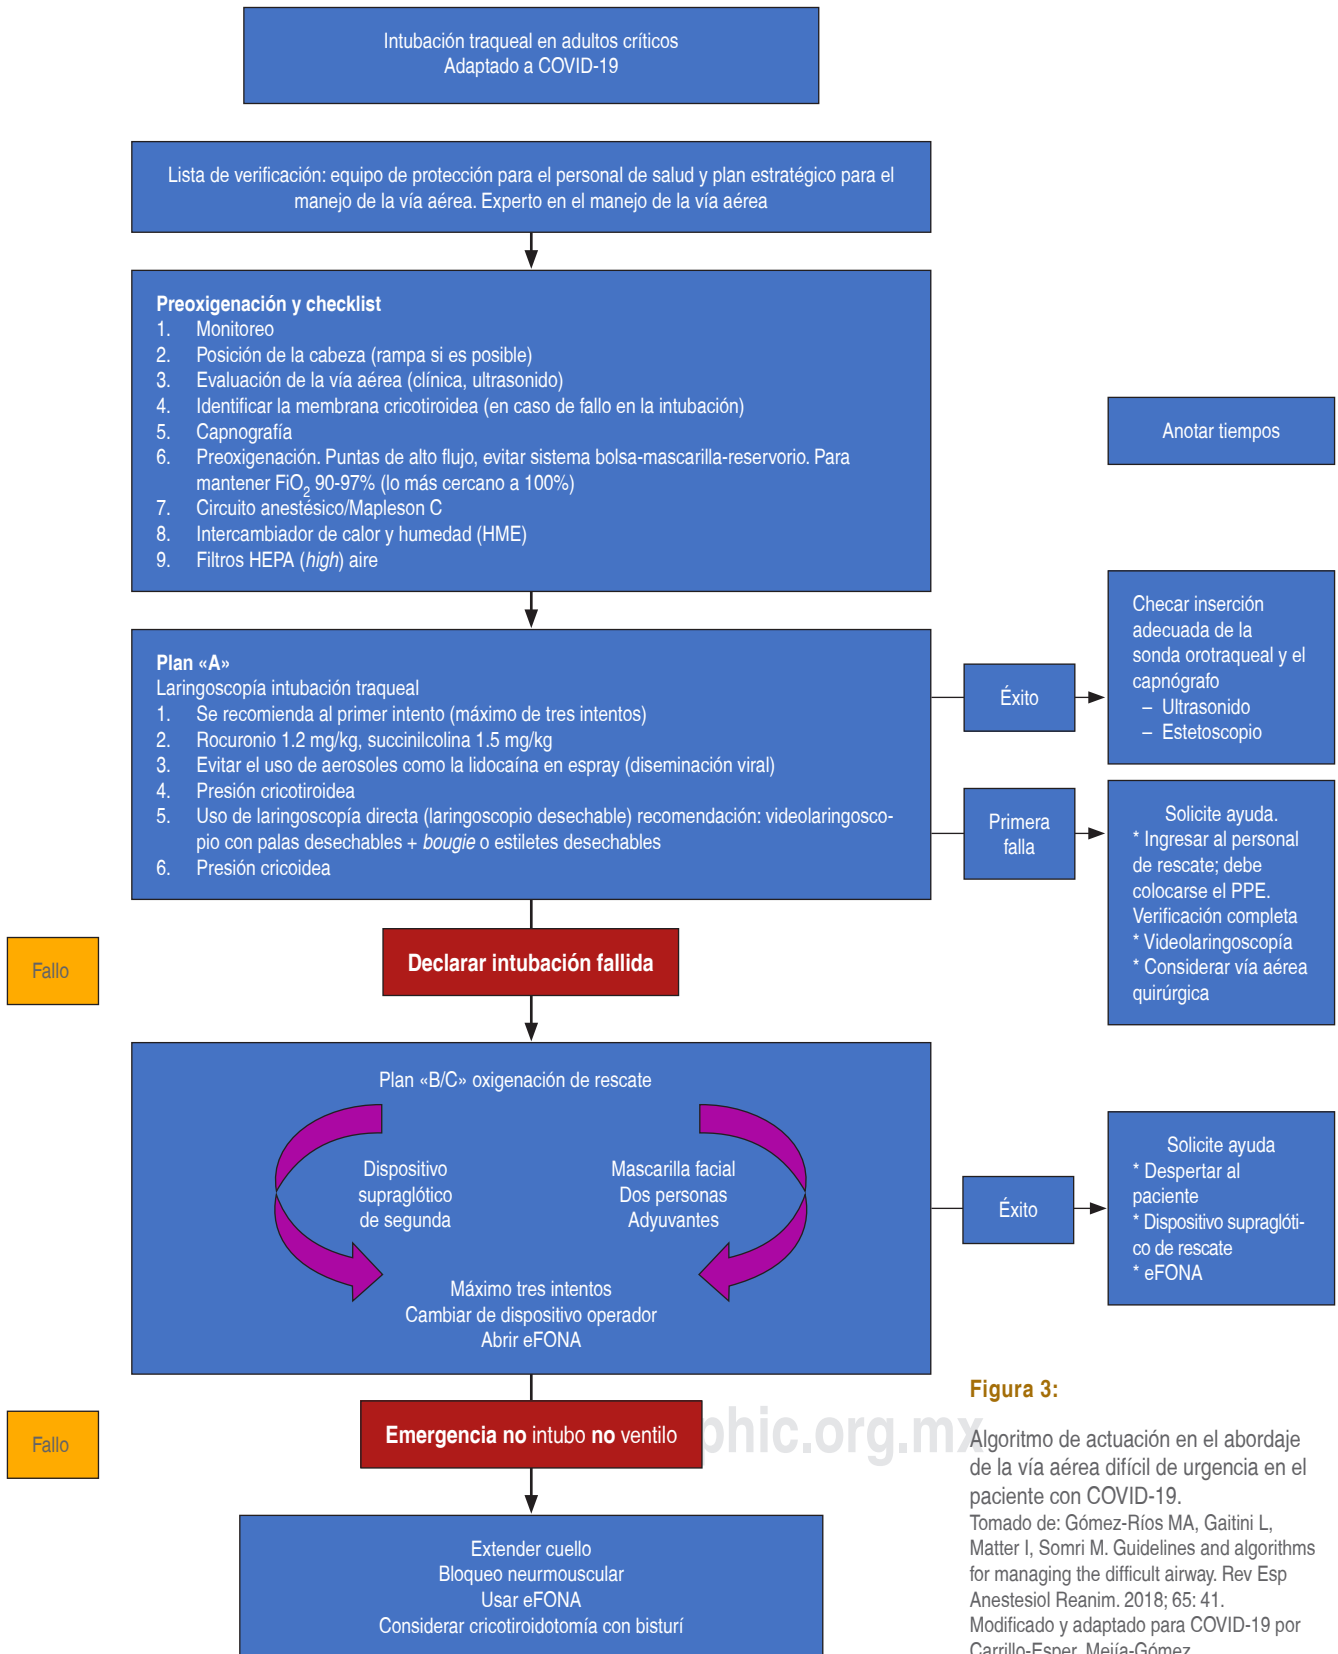 Intubación traqueal en adultos críticos
Adaptado a COVID-19
Lista de verificación: equipo de protección para el personal de salud y plan estratégico para el
manejo de la vía aérea. Experto en el manejo de la vía aérea
Preoxigenación y checklist
1. Monitoreo
2. Posición de la cabeza (rampa si es posible)
3. Evaluación de la vía aérea (clínica, ultrasonido)
4. Identificar la membrana cricotiroidea (en caso de fallo en la intubación)
5. Capnografía
6. Preoxigenación. Puntas de alto flujo, evitar sistema bolsa-mascarilla-reservorio. Para
mantener FiO2 90-97% (lo más cercano a 100%)
7. Circuito anestésico/Mapleson C
8. Intercambiador de calor y humedad (HME)
9. Filtros HEPA (high) aire
Anotar tiempos
Plan «A»
Laringoscopía intubación traqueal
1. Se recomienda al primer intento (máximo de tres intentos)
2. Rocuronio 1.2 mg/kg, succinilcolina 1.5 mg/kg
3. Evitar el uso de aerosoles como la lidocaína en espray (diseminación viral)
4. Presión cricotiroidea
5. Uso de laringoscopía directa (laringoscopio desechable) recomendación: videolaringosco-
pio con palas desechables + bougie o estiletes desechables
6. Presión cricoidea
Éxito
Checar inserción
adecuada de la
sonda orotraqueal y el
capnógrafo
– Ultrasonido
– Estetoscopio
Primera
falla
Solicite ayuda.
* Ingresar al personal
de rescate; debe
colocarse el PPE.
Verificación completa
* Videolaringoscopía
* Considerar vía aérea
quirúrgica
Fallo
Declarar intubación fallida
Plan «B/C» oxigenación de rescate
Dispositivo
supraglótico
de segunda
Mascarilla facial
Dos personas
Adyuvantes
Máximo tres intentos
Cambiar de dispositivo operador
Abrir eFONA
Éxito
Solicite ayuda
* Despertar al
paciente
* Dispositivo supraglóti-
co de rescate
* eFONA
Fallo
Emergencia no intubo no ventilo
phic.org.mx
Extender cuello
Bloqueo neurmouscular
Usar eFONA
Considerar cricotiroidotomía con bisturí
Figura 3:
Algoritmo de actuación en el abordaje
de la vía aérea difícil de urgencia en el
paciente con COVID-19.
Tomado de: Gómez-Ríos MA, Gaitini L,
Matter I, Somri M. Guidelines and algorithms
for managing the difficult airway. Rev Esp
Anestesiol Reanim. 2018; 65: 41.
Modificado y adaptado para COVID-19 por
Carrillo-Esper, Mejía-Gómez